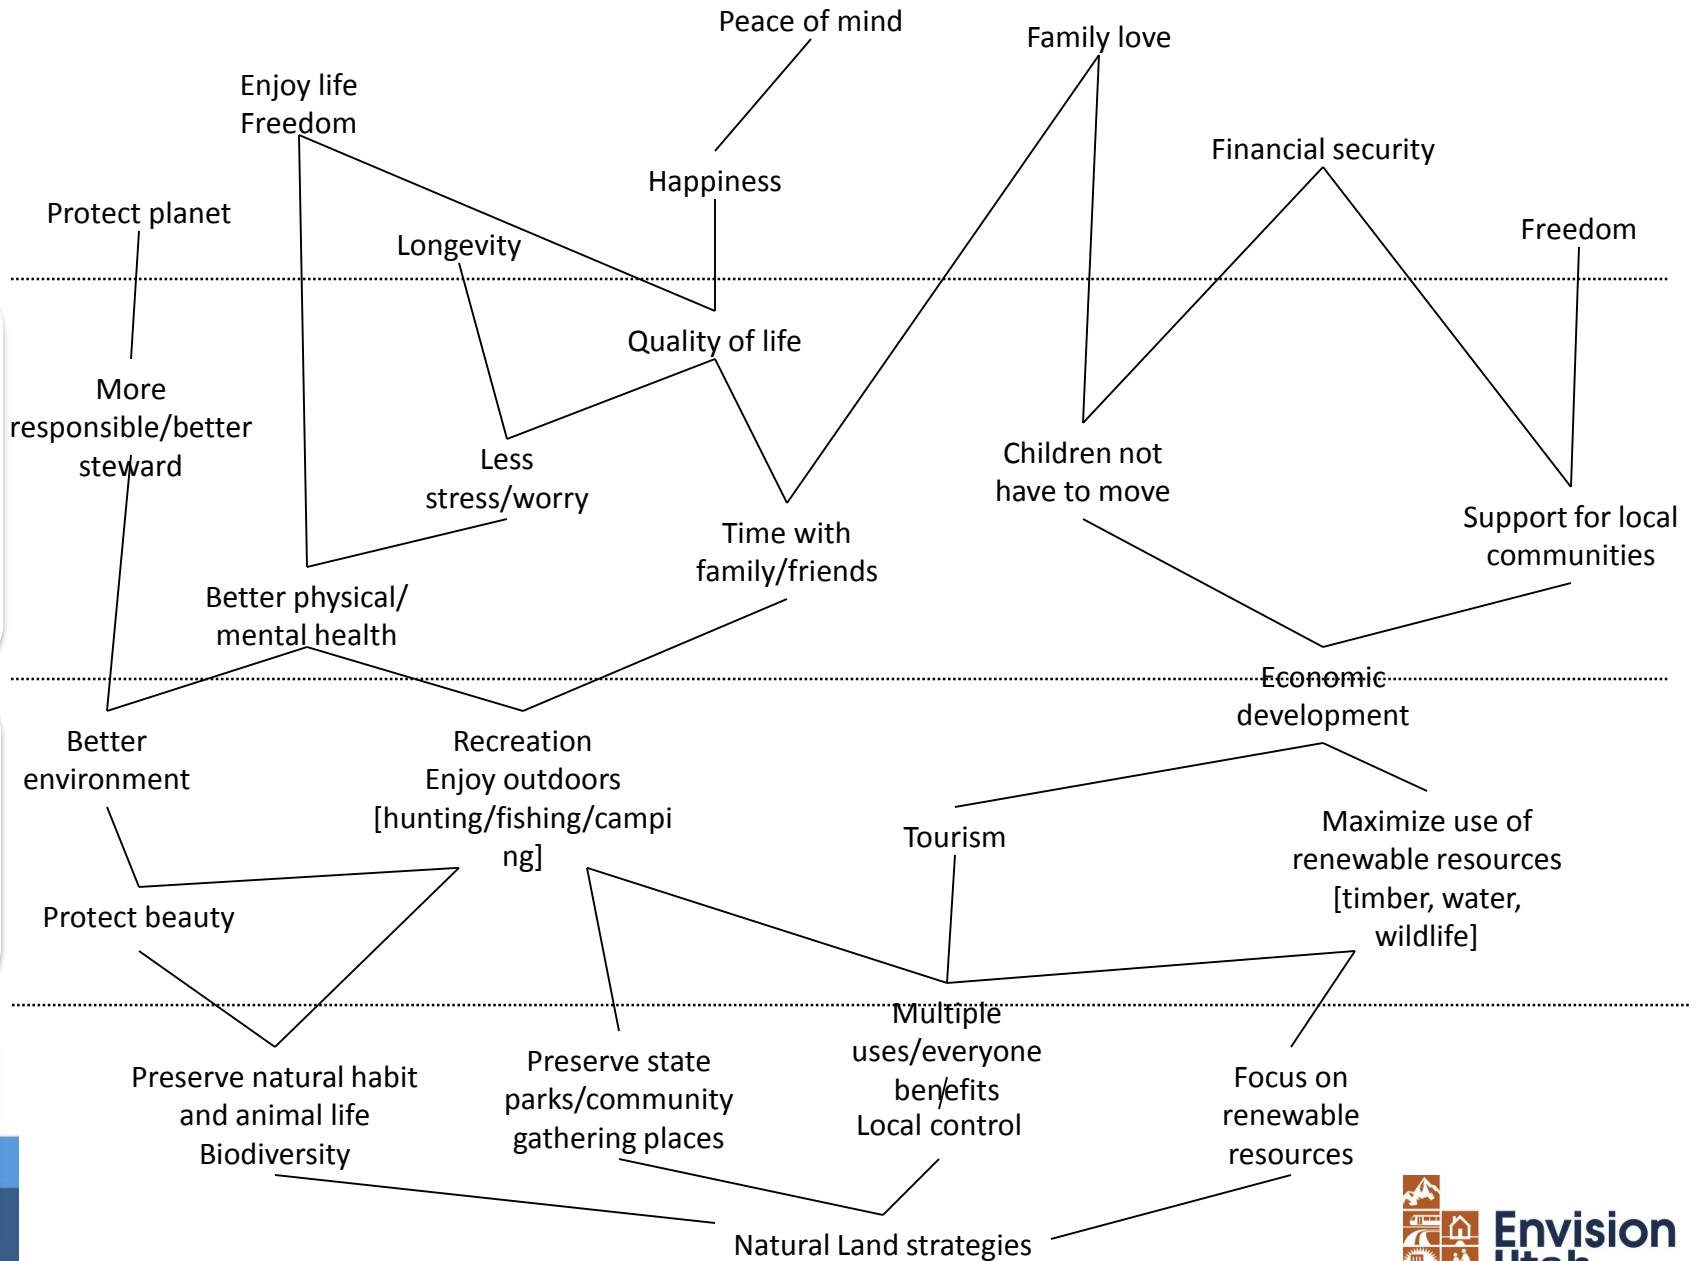 Peace of mind
Family love
Enjoy life
Freedom
Financial security
Happiness
Protect planet
Freedom
Longevity
Quality of life
More
responsible/better
steward
Less
stress/worry
Children not
have to move
Support for local
communities
Time with
family/friends
Better physical/
mental health
Economic
development
Better
environment
Recreation
Enjoy outdoors
[hunting/fishing/campi
ng]
Tourism
Maximize use of
renewable resources
[timber, water,
wildlife]
Protect beauty
Multiple
uses/everyone
benefits
Local control
Preserve natural habit
and animal life
Biodiversity
Preserve state
parks/community
gathering places
Focus on
renewable
resources
Natural Land strategies
Envision
Utah